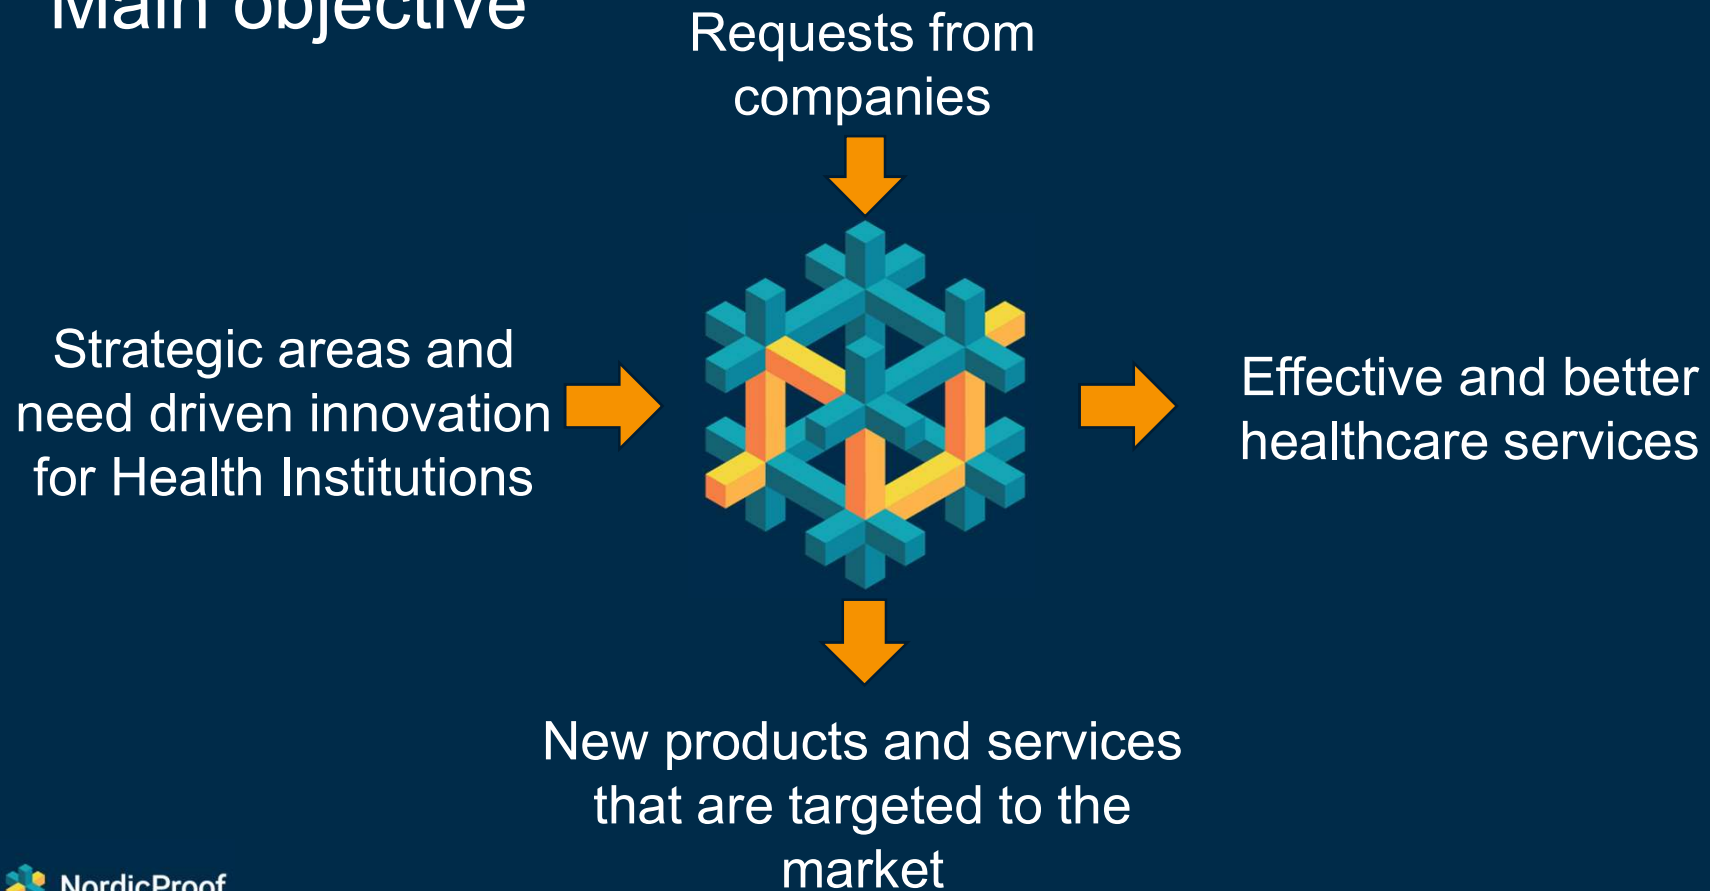 Main objective
Requests from
companies
Strategic areas and
need driven innovation
for Health Institutions
Effective and better
healthcare services
New products and services
that are targeted to the
market
NordicProof